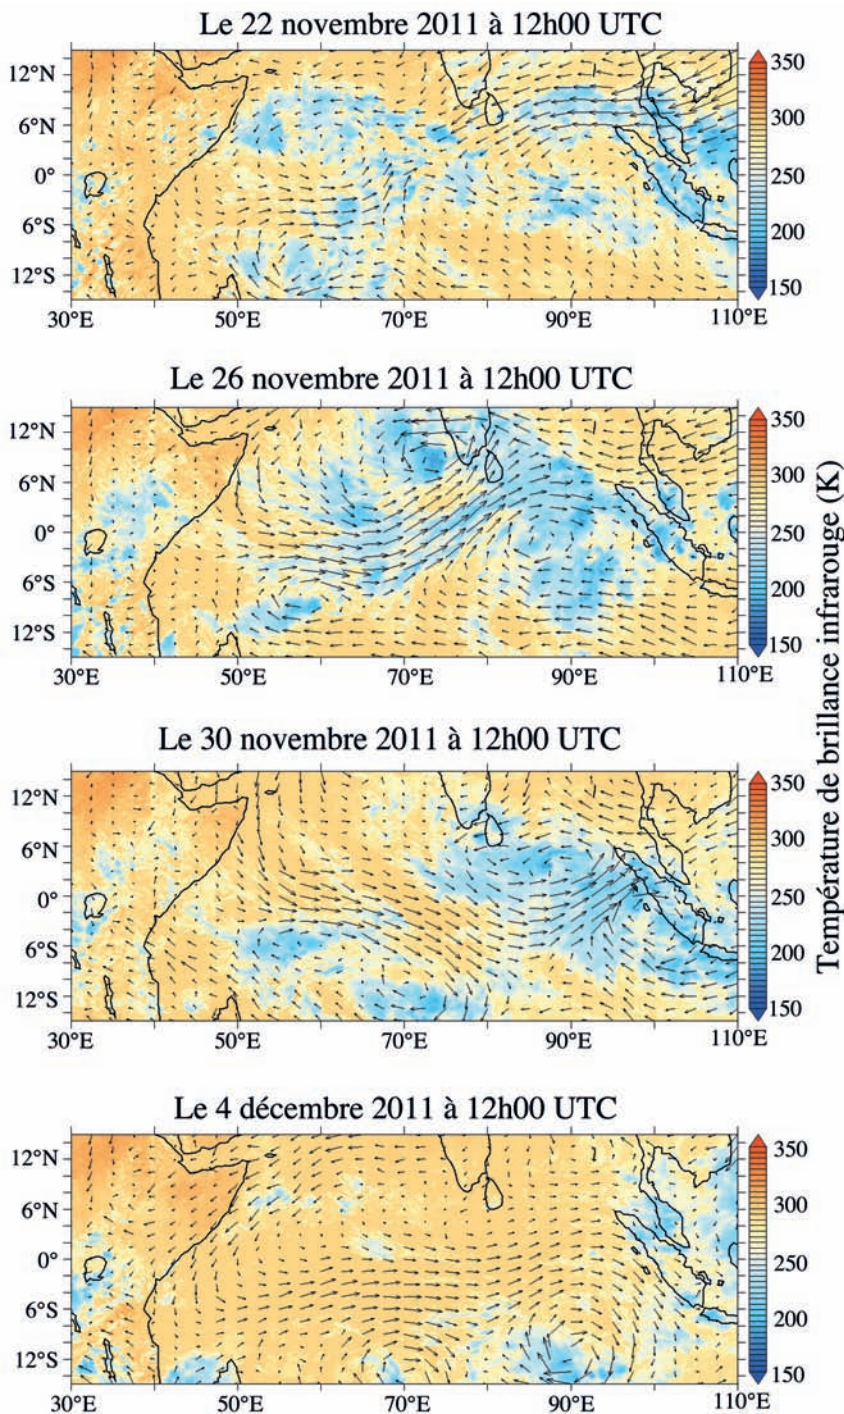 Le 22 novembre 2011 à 12h00 UTC
12°N
6°N
0°
6°S
12°S
30°E 50°E 70°E 90°E 110°E
350
300
250
200
150
Le 26 novembre 2011 à 12h00 UTC
12°N
6°N
0°
6°S
12°S
30°E 50°E 70°E 90°E 110°E
350
300
250
200
150
Température de brillance infrarouge (K)
Le 30 novembre 2011 à 12h00 UTC
12°N
6°N
0°
6°S
12°S
30°E 50°E 70°E 90°E 110°E
350
300
250
200
150
Le 4 décembre 2011 à 12h00 UTC
12°N
6°N
0°
6°S
12°S
30°E 50°E 70°E 90°E 110°E
350
300
250
200
150